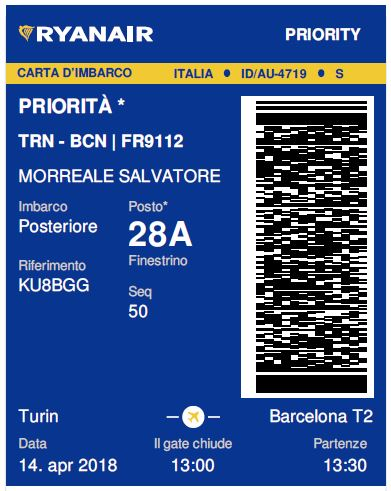 RYANAIR PRIORITY
CARTA D'IMBARCO ITALIA • ID/AU-4719 • S
PRIORITÀ *
TRN - BCN | FR9112
MORREALE SALVATORE
Imbarco Posto*
Posteriore 28A
Finestrino
Riferimento
KU8BGG
Seq
50
Turin Barcelona T2
Data Il gate chiude Partenze
14. apr 2018 13:00 13:30